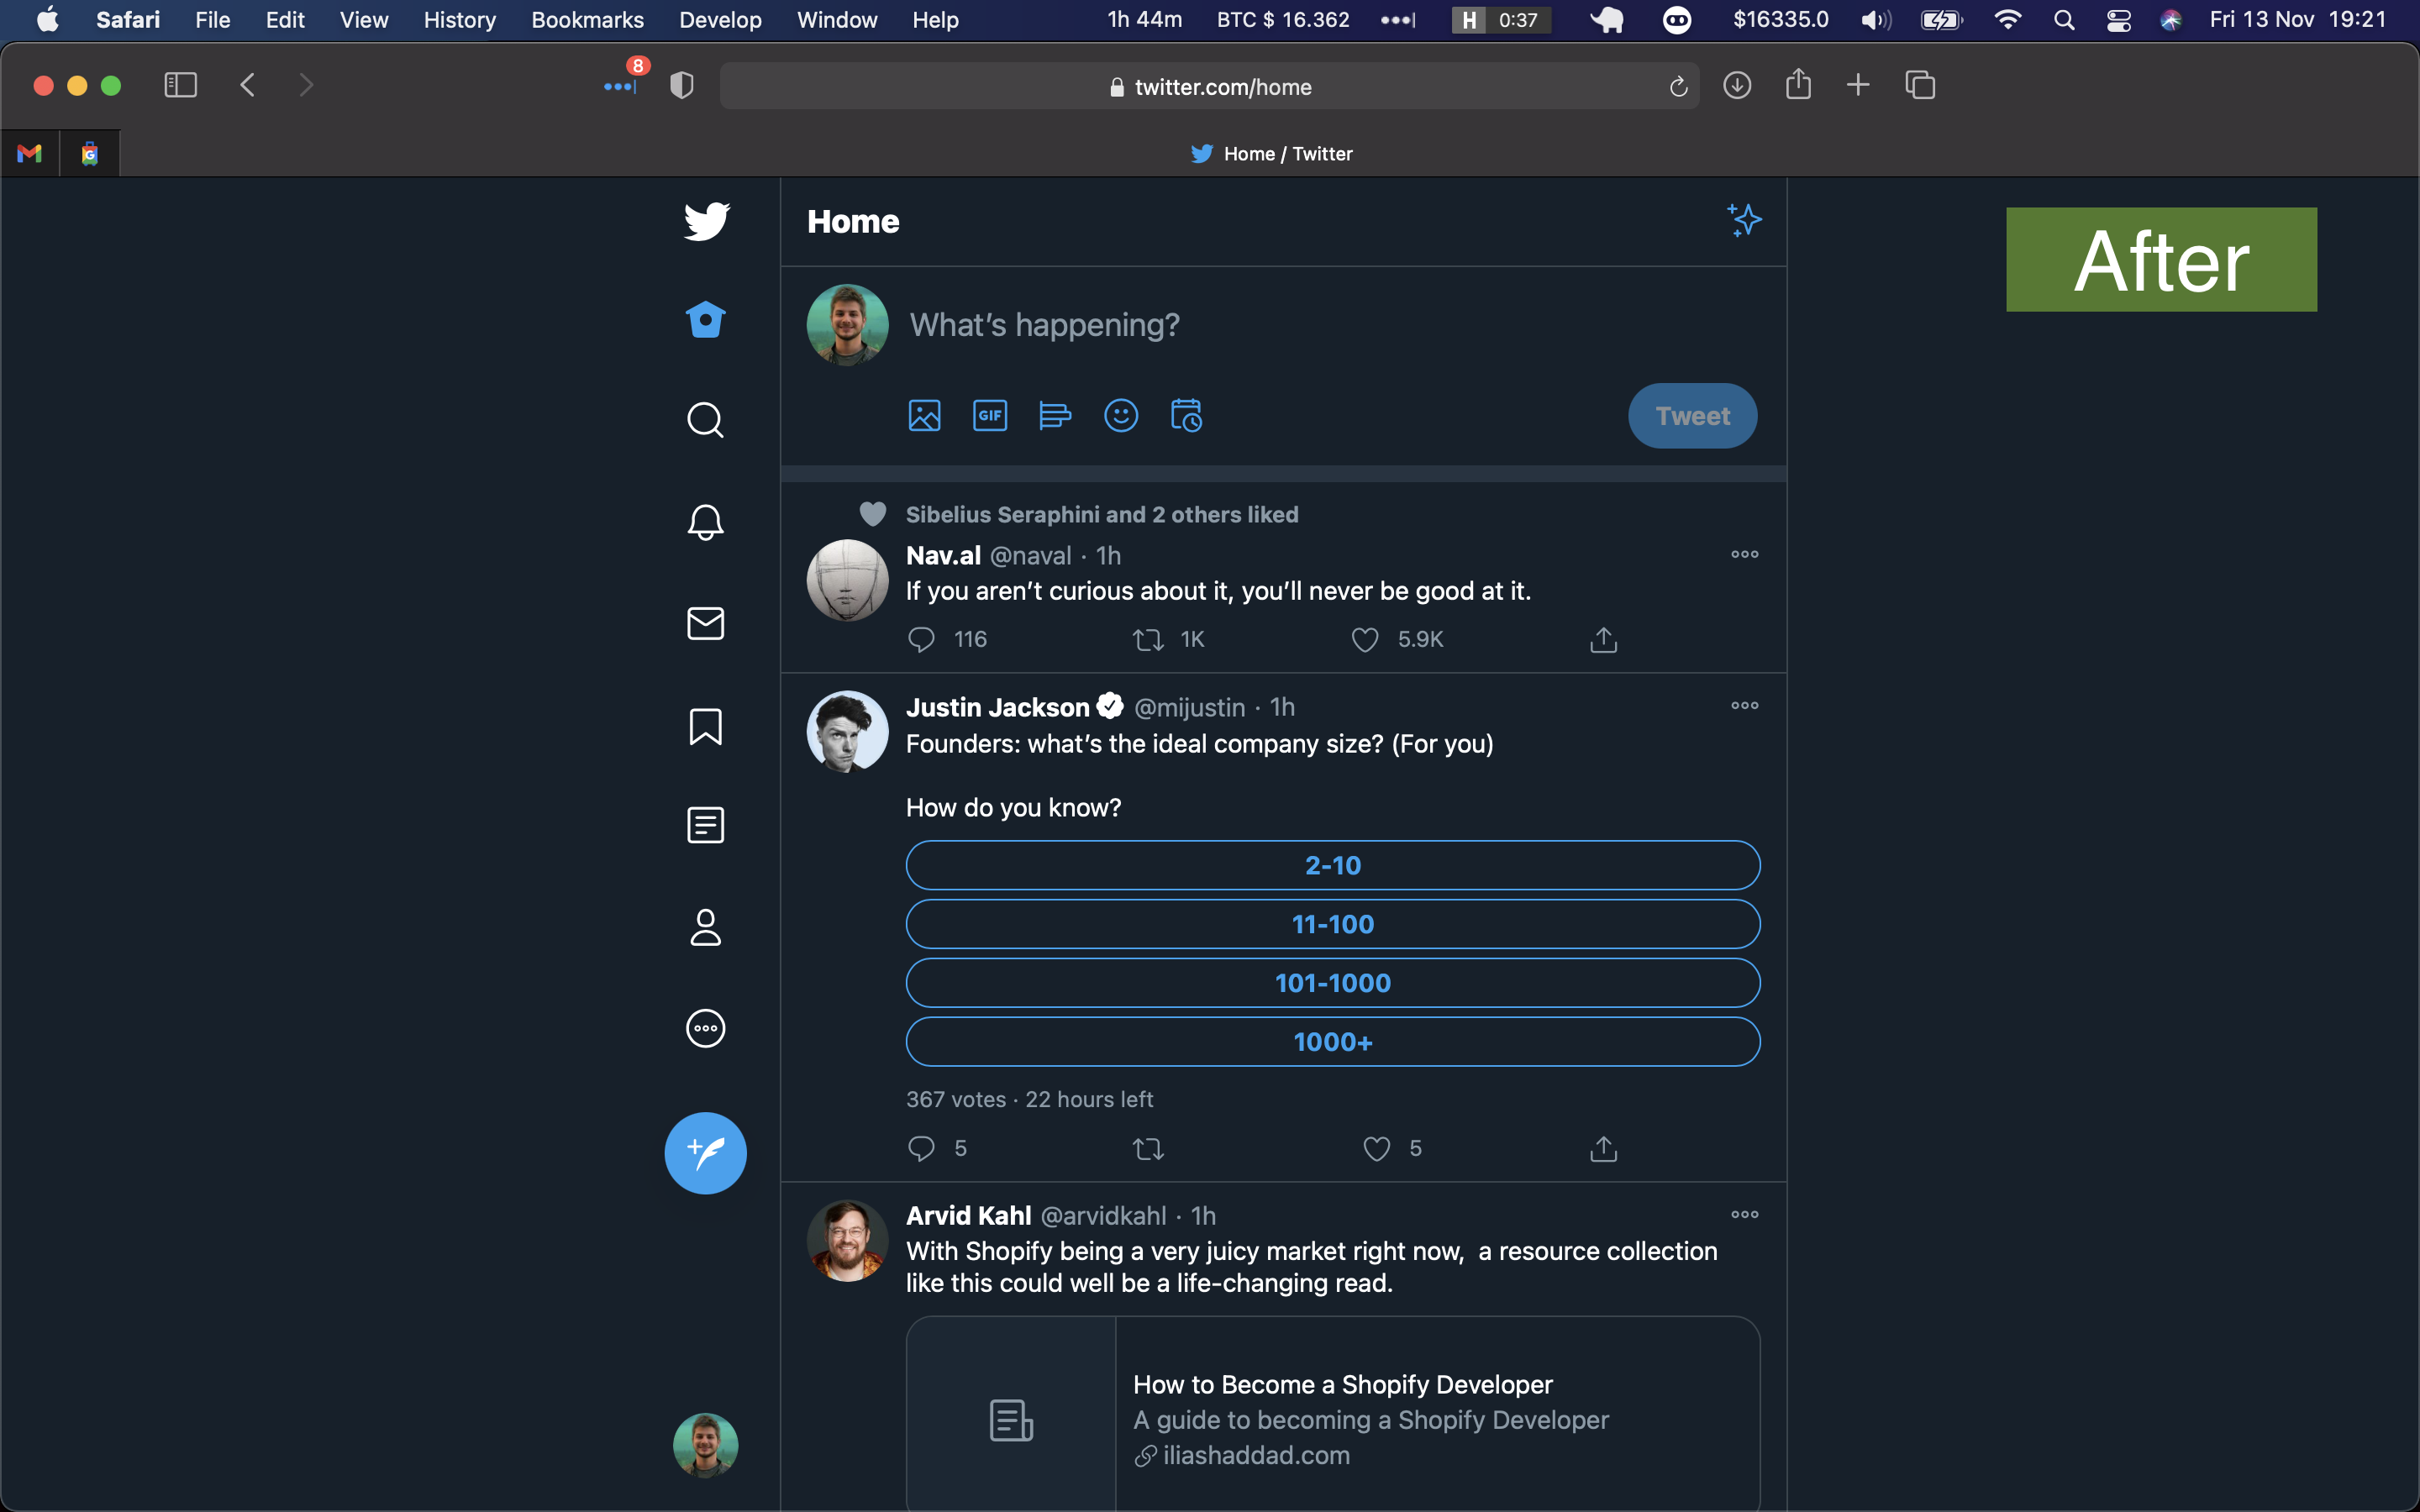 Safari File Edit View History Bookmarks Develop Window Help 1h 44m BTC $ 16.362 H 0:37 $16335.0 Fri 13 Nov 19:21
8
twitter.com/home
Home / Twitter
Home
After
What's happening?
GIF
Tweet
Sibelius Seraphini and 2 others liked
Nav.al @naval · 1h
If you aren't curious about it, you'll never be good at it.
116 1K 5.9K
Justin Jackson @mijustin · 1h
Founders: what's the ideal company size? (For you)
How do you know?
2-10
11-100
101-1000
1000+
367 votes · 22 hours left
5 5
Arvid Kahl @arvidkahl · 1h
With Shopify being a very juicy market right now, a resource collection
like this could well be a life-changing read.
How to Become a Shopify Developer
A guide to becoming a Shopify Developer
iliashaddad.com